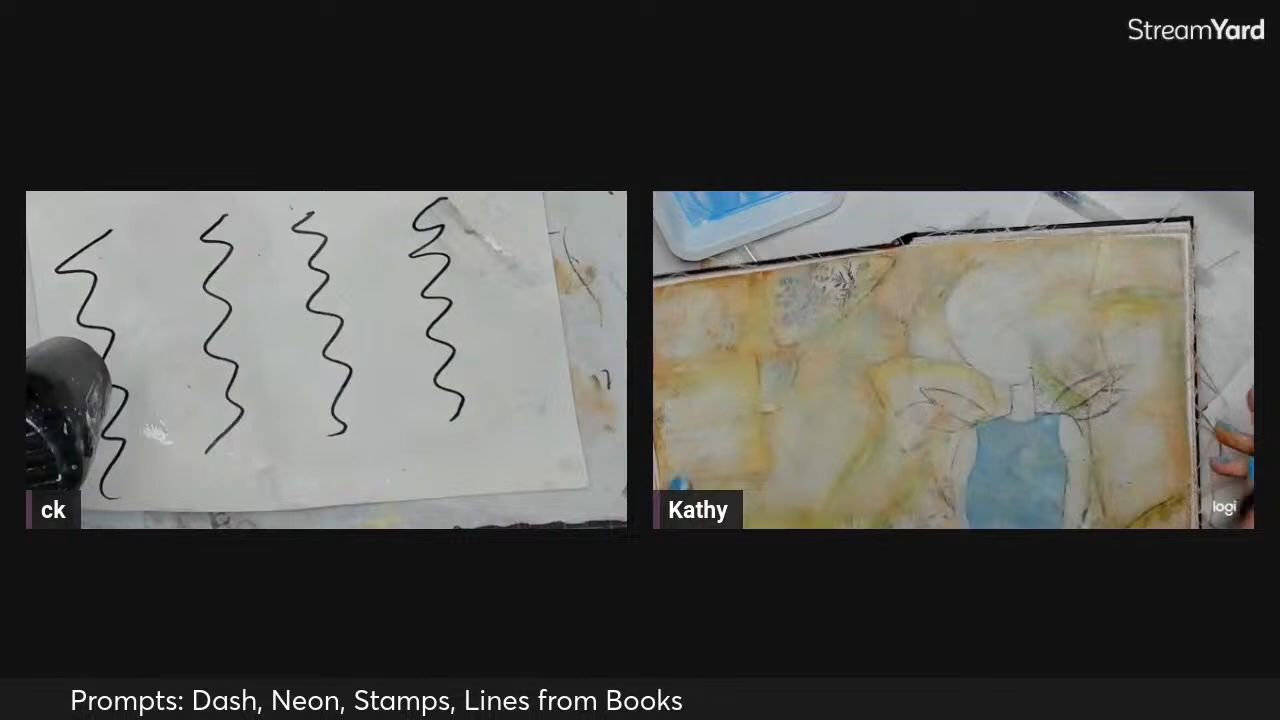 StreamYard
ck
Kathy
logi
Prompts: Dash, Neon, Stamps, Lines from Books